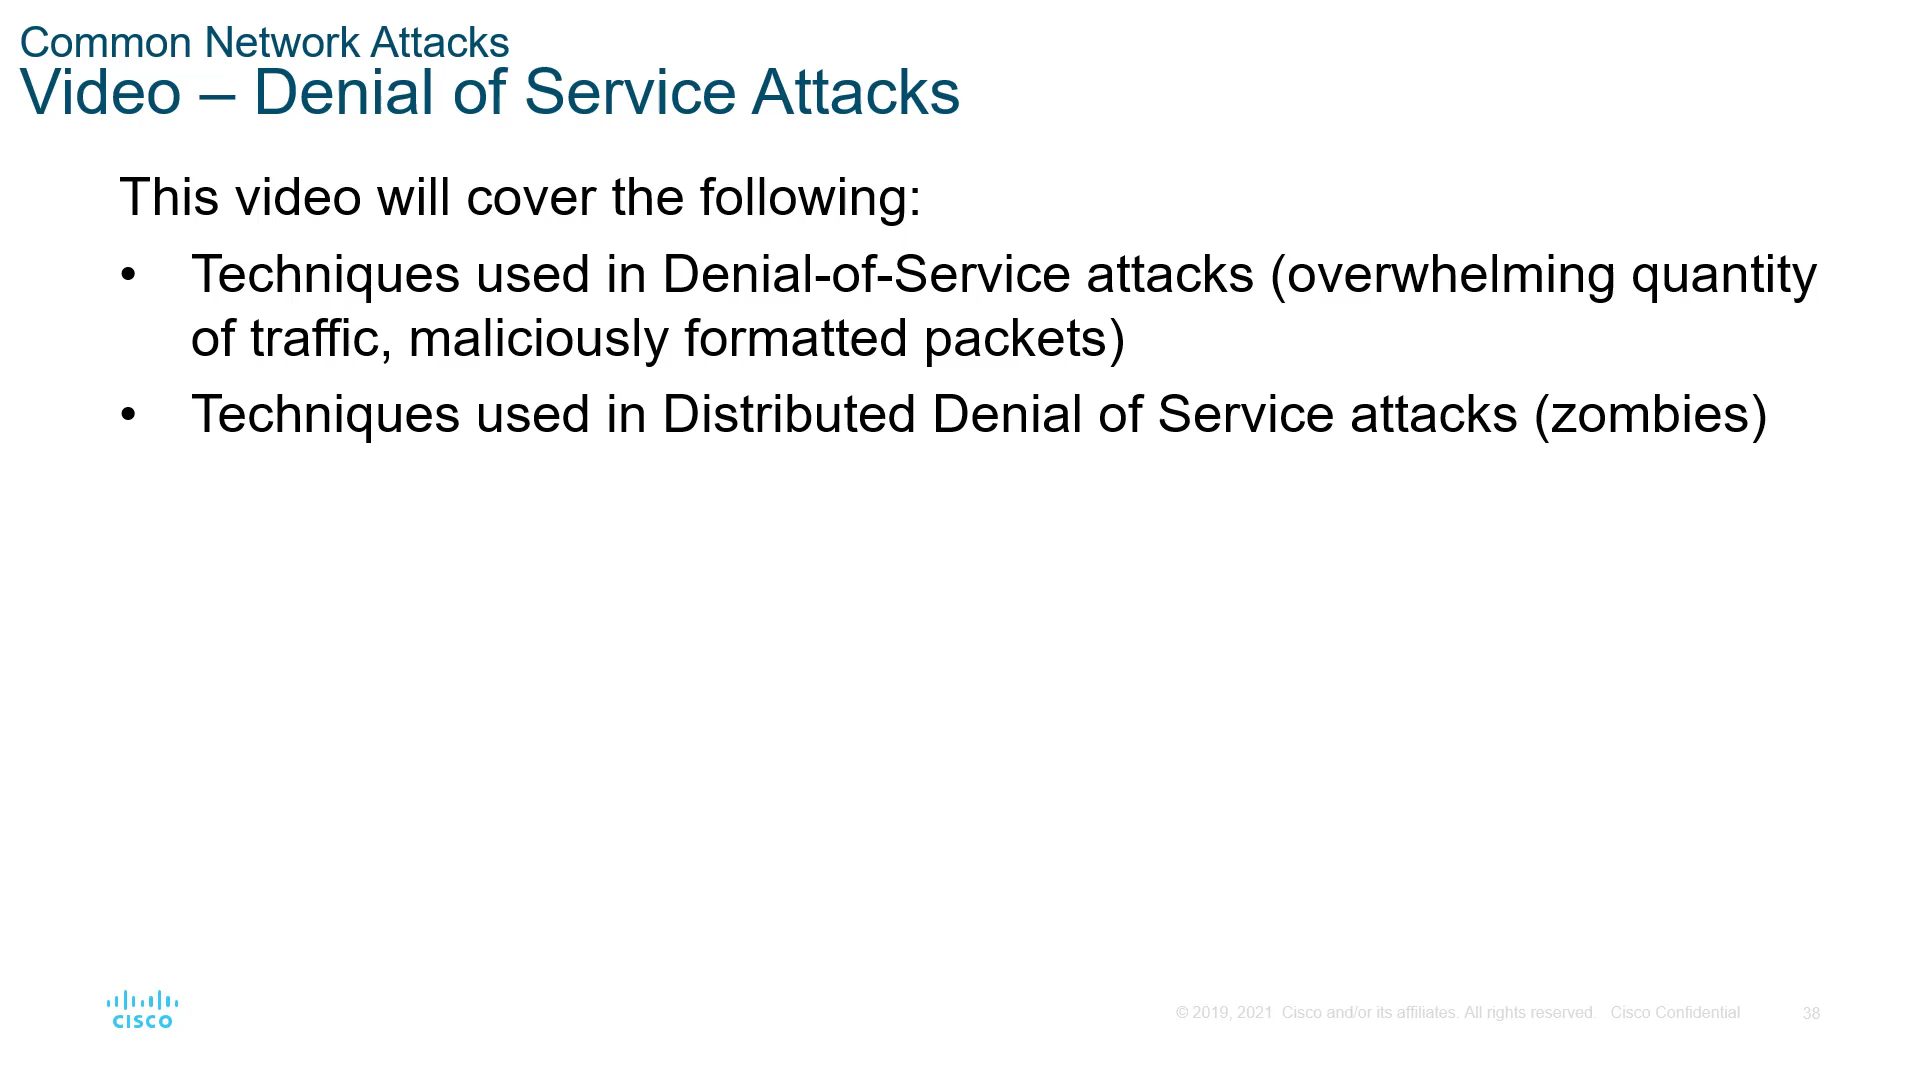 Common Network Attacks
Video – Denial of Service Attacks
This video will cover the following:
• Techniques used in Denial-of-Service attacks (overwhelming quantity
of traffic, maliciously formatted packets)
• Techniques used in Distributed Denial of Service attacks (zombies)
CISCO
© 2019, 2021 Cisco and/or its affiliates. All rights reserved. Cisco Confidential 38